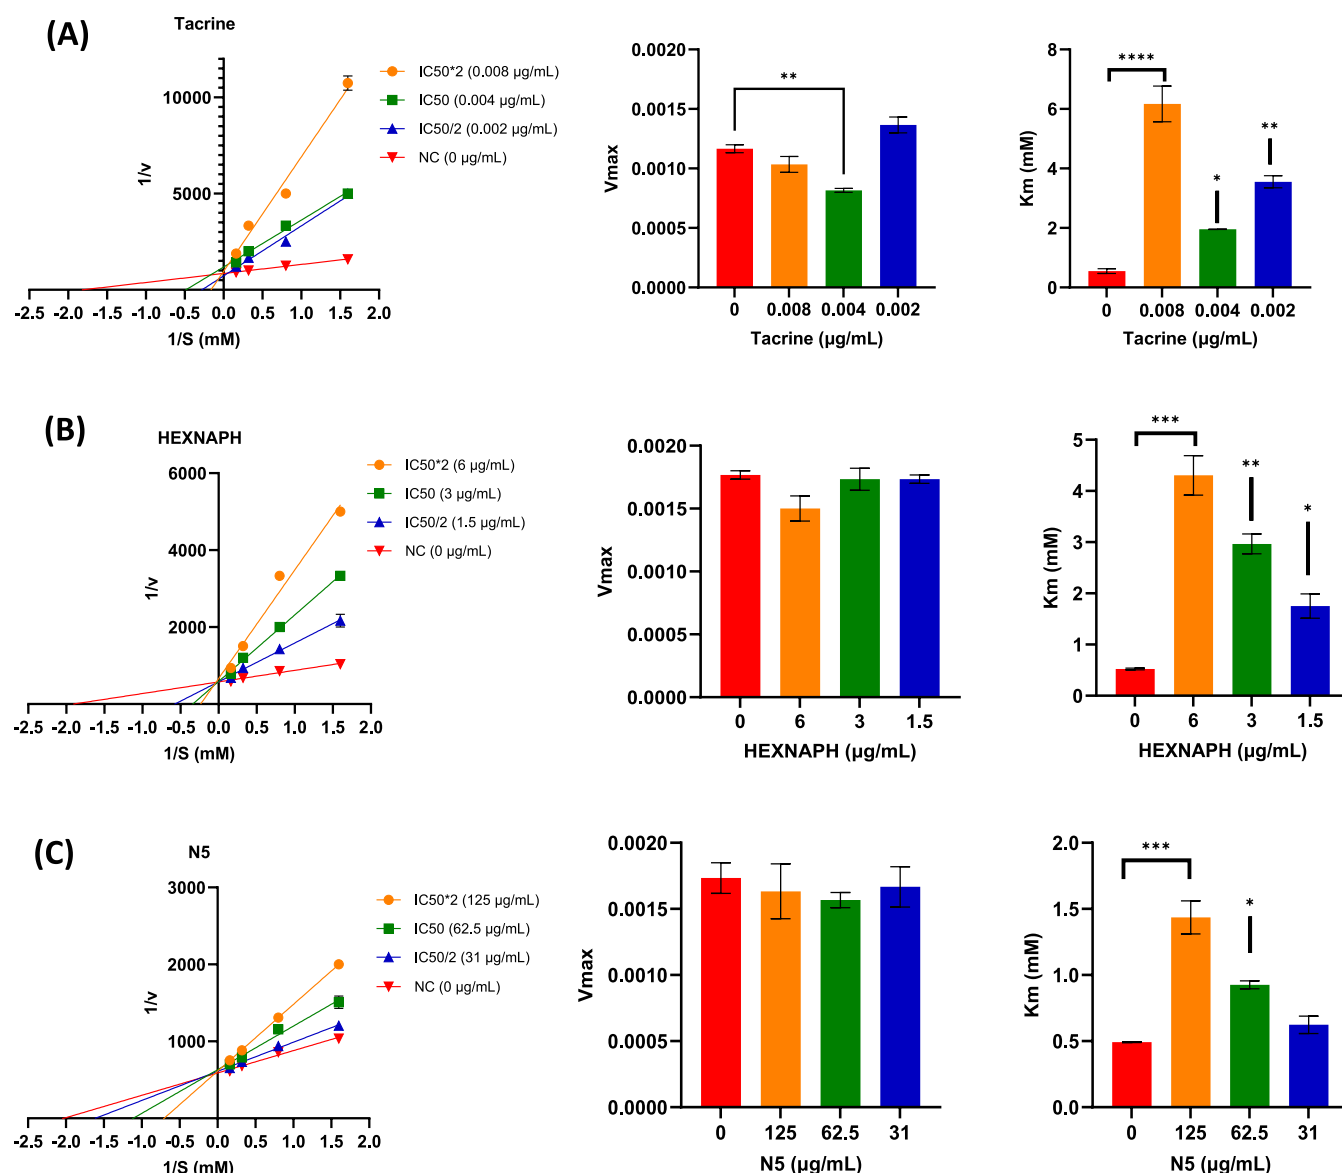 (A)
Tacrine
1/v
10000
5000
0
-2.5 -2.0 -1.5 -1.0 -0.5 0.0 0.5 1.0 1.5 2.0
1/S (mM)
IC50*2 (0.008 µg/mL)
IC50 (0.004 µg/mL)
IC50/2 (0.002 µg/mL)
NC (0 µg/mL)
Vmax
0.0020
0.0015
0.0010
0.0005
0.0000
**
0 0.008 0.004 0.002
Tacrine (µg/mL)
Km (mM)
8
6
4
2
0
****
*
**
0 0.008 0.004 0.002
Tacrine (µg/mL)
(B)
HEXNAPH
1/v
6000
4000
2000
-2.5 -2.0 -1.5 -1.0 -0.5 0.0 0.5 1.0 1.5 2.0
1/S (mM)
IC50*2 (6 µg/mL)
IC50 (3 µg/mL)
IC50/2 (1.5 µg/mL)
NC (0 µg/mL)
Vmax
0.0020
0.0015
0.0010
0.0005
0.0000
0 6 3 1.5
HEXNAPH (µg/mL)
Km (mM)
5
4
3
2
1
0
***
**
*
0 6 3 1.5
HEXNAPH (µg/mL)
(C)
N5
1/v
3000
2000
1000
-2.5 -2.0 -1.5 -1.0 -0.5 0.0 0.5 1.0 1.5 2.0
1/S (mM)
IC50*2 (125 µg/mL)
IC50 (62.5 µg/mL)
IC50/2 (31 µg/mL)
NC (0 µg/mL)
Vmax
0.0020
0.0015
0.0010
0.0005
0.0000
0 125 62.5 31
N5 (µg/mL)
Km (mM)
2.0
1.5
1.0
0.5
0.0
***
*
0 125 62.5 31
N5 (µg/mL)